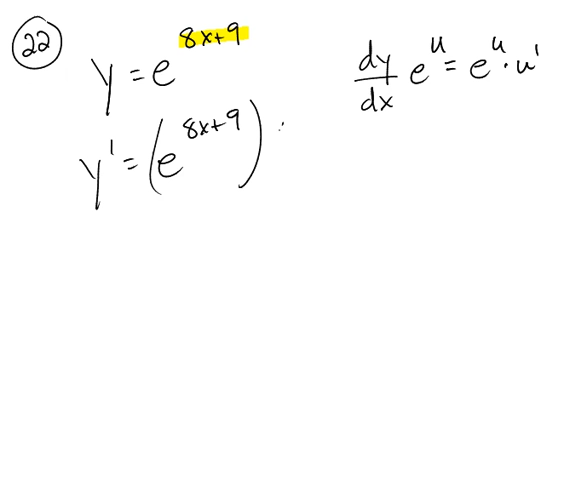 22
y = e^{8x+9}
dy/dx e^u = e^u · u'
y' = (e^{8x+9}) ·